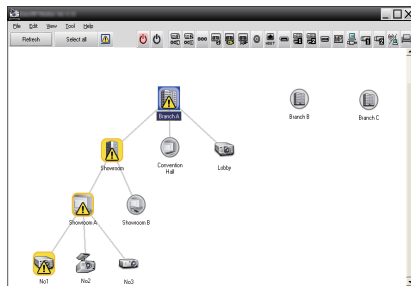 File Edit View Tool Help
Refresh Select all
Branch A
Branch B
Branch C
Showroom
Convention
Hall
Lobby
Showroom A
Showroom B
No1
No2
No3